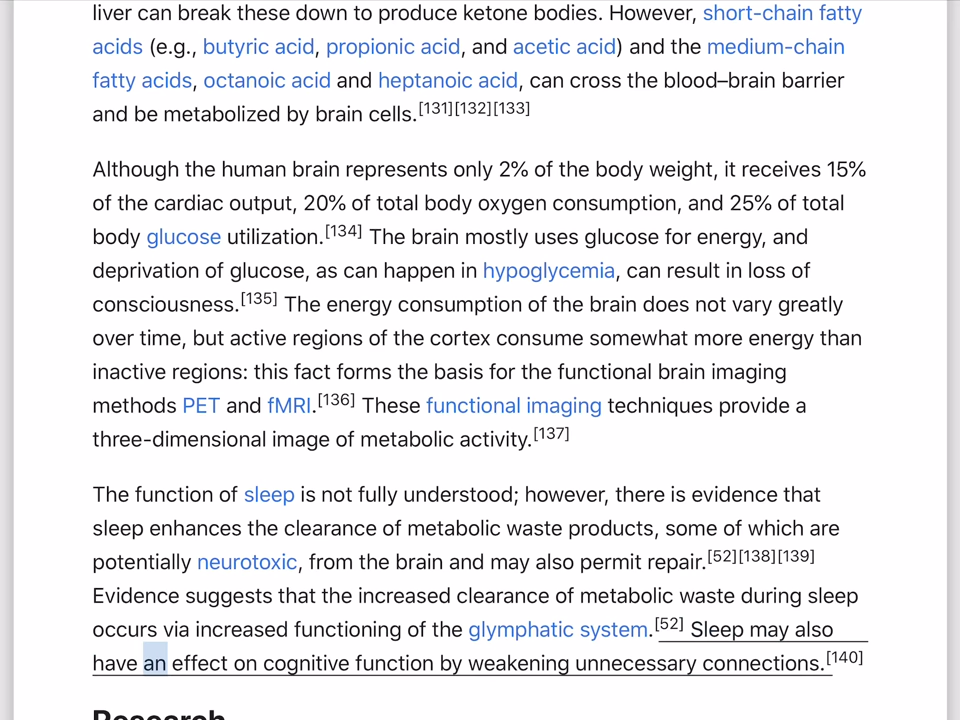 liver can break these down to produce ketone bodies. However, short-chain fatty
acids (e.g., butyric acid, propionic acid, and acetic acid) and the medium-chain
fatty acids, octanoic acid and heptanoic acid, can cross the blood–brain barrier
and be metabolized by brain cells.[131][132][133]
Although the human brain represents only 2% of the body weight, it receives 15%
of the cardiac output, 20% of total body oxygen consumption, and 25% of total
body glucose utilization.[134] The brain mostly uses glucose for energy, and
deprivation of glucose, as can happen in hypoglycemia, can result in loss of
consciousness.[135] The energy consumption of the brain does not vary greatly
over time, but active regions of the cortex consume somewhat more energy than
inactive regions: this fact forms the basis for the functional brain imaging
methods PET and fMRI.[136] These functional imaging techniques provide a
three-dimensional image of metabolic activity.[137]
The function of sleep is not fully understood; however, there is evidence that
sleep enhances the clearance of metabolic waste products, some of which are
potentially neurotoxic, from the brain and may also permit repair.[52][138][139]
Evidence suggests that the increased clearance of metabolic waste during sleep
occurs via increased functioning of the glymphatic system.[52] Sleep may also
have an effect on cognitive function by weakening unnecessary connections.[140]
Research